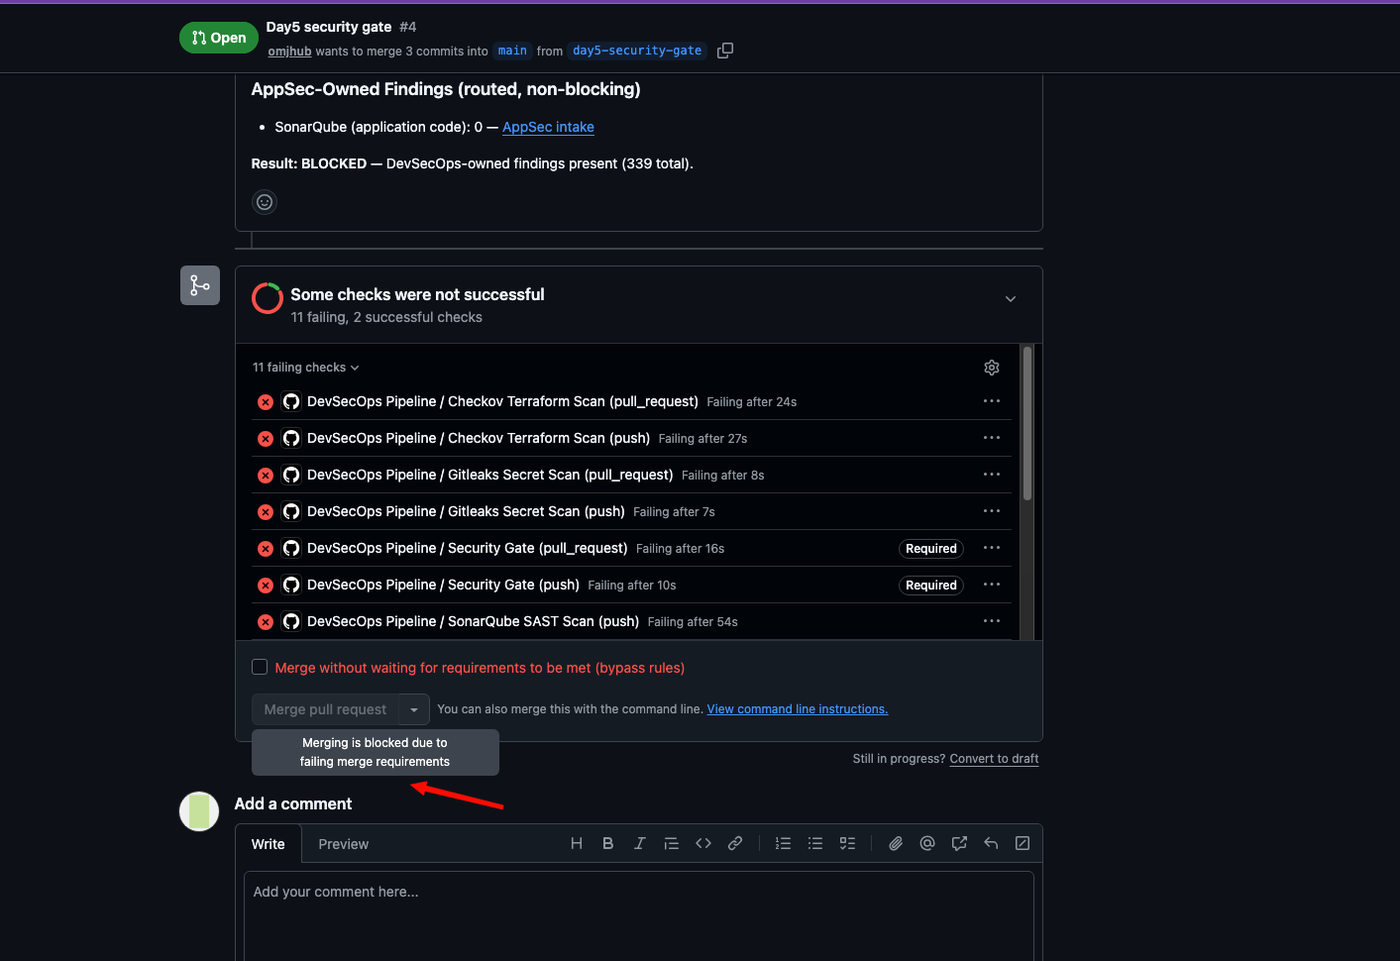 Open
Day5 security gate #4
omjhub wants to merge 3 commits into main from day5-security-gate
AppSec-Owned Findings (routed, non-blocking)
• SonarQube (application code): 0 — AppSec intake
Result: BLOCKED — DevSecOps-owned findings present (339 total).
Some checks were not successful
11 failing, 2 successful checks
11 failing checks
DevSecOps Pipeline / Checkov Terraform Scan (pull_request) Failing after 24s
DevSecOps Pipeline / Checkov Terraform Scan (push) Failing after 27s
DevSecOps Pipeline / Gitleaks Secret Scan (pull_request) Failing after 8s
DevSecOps Pipeline / Gitleaks Secret Scan (push) Failing after 7s
DevSecOps Pipeline / Security Gate (pull_request) Failing after 16s Required
DevSecOps Pipeline / Security Gate (push) Failing after 10s Required
DevSecOps Pipeline / SonarQube SAST Scan (push) Failing after 54s
Merge without waiting for requirements to be met (bypass rules)
Merge pull request You can also merge this with the command line. View command line instructions.
Merging is blocked due to
failing merge requirements
Still in progress? Convert to draft
Add a comment
Write Preview
Add your comment here...